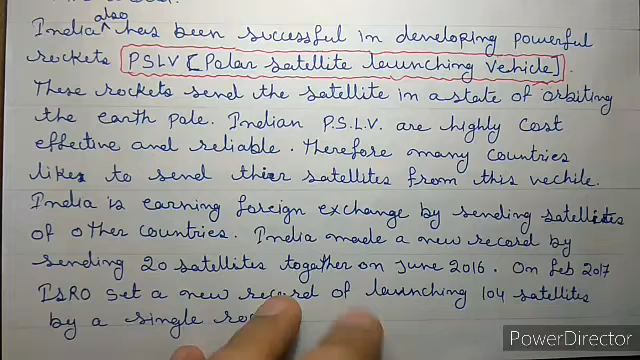 India also has been successful in developing powerful
rockets PSLV [Polar satellite launching Vehicle].
These rockets send the satellite in a state of orbiting
the earth pole. Indian P.S.L.V. are highly cost
effective and reliable. Therefore many countries
likes to send thier satellites from this vechile.
India is earning foreign exchange by sending satellites
of other countries. India made a new record by
sending 20 satellites together on June 2016. On Feb 2017
ISRO set a new record of launching 104 satellites
by a single
PowerDirector